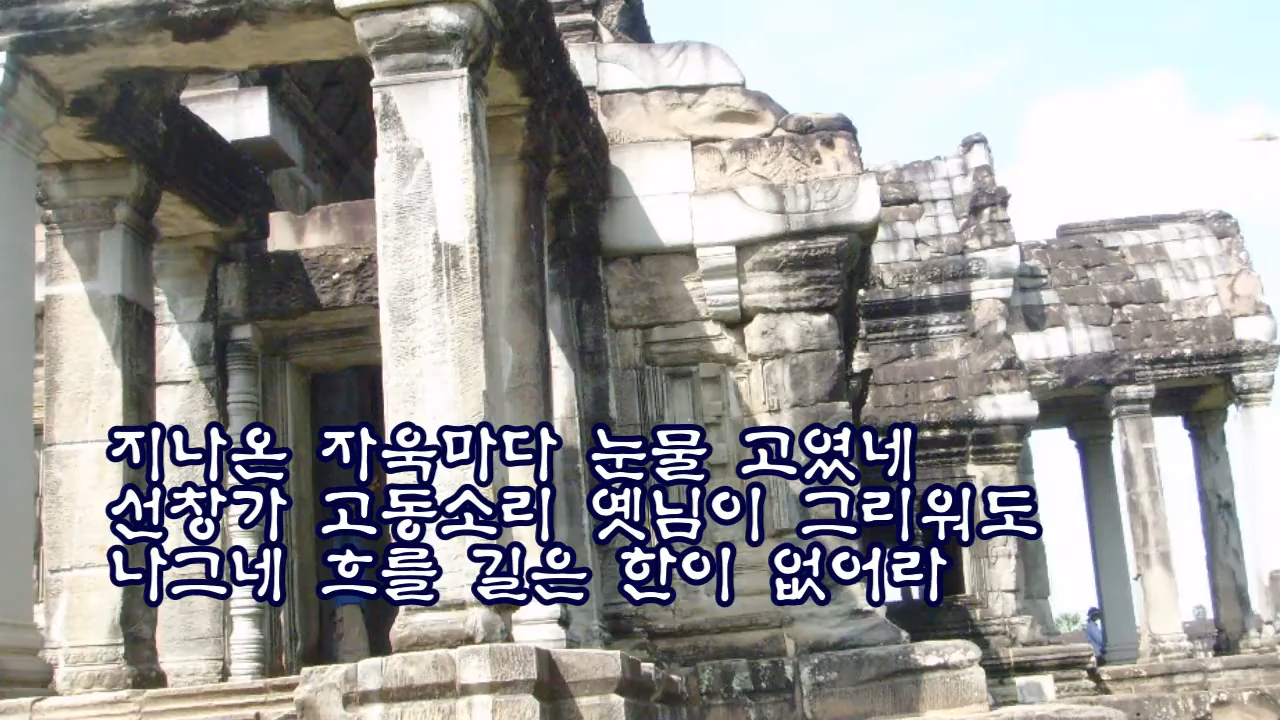 지나온 자욱마다 눈물 고였네
선창가 고동소리 옛님이 그리워도
나그네 흐를 길은 한이 없어라